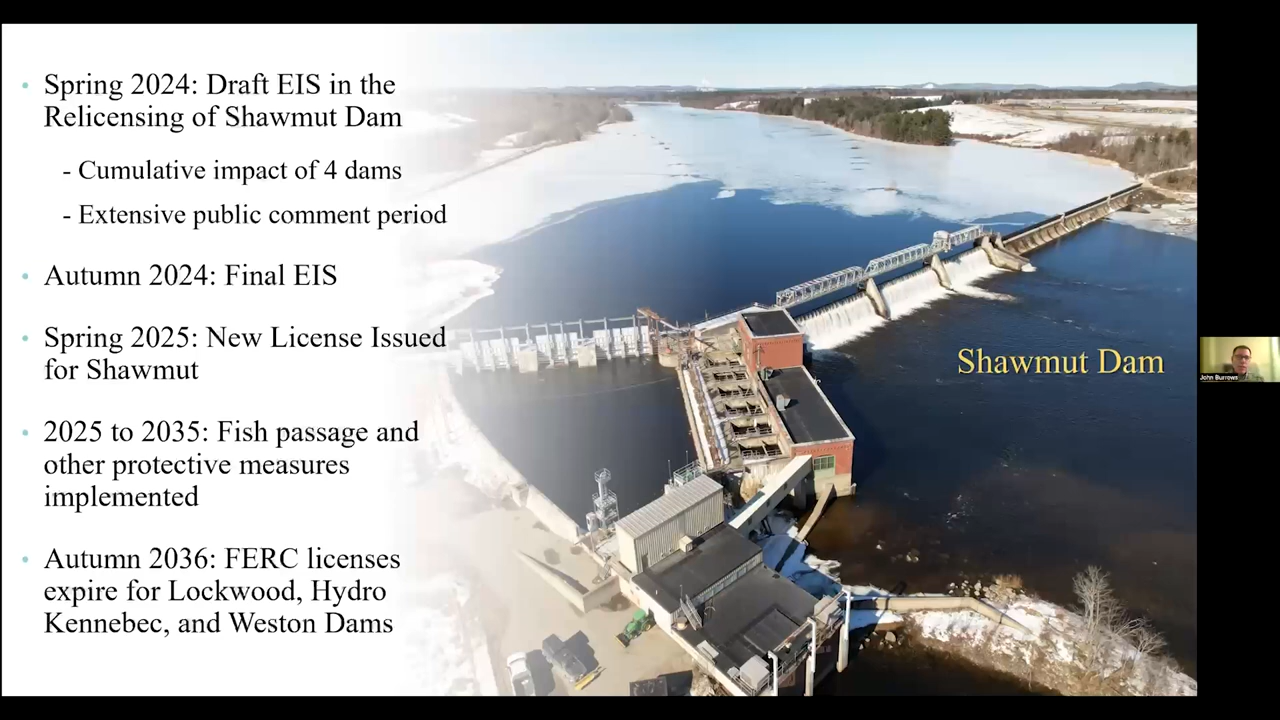 • Spring 2024: Draft EIS in the
Relicensing of Shawmut Dam
- Cumulative impact of 4 dams
- Extensive public comment period
• Autumn 2024: Final EIS
• Spring 2025: New License Issued
for Shawmut
• 2025 to 2035: Fish passage and
other protective measures
implemented
• Autumn 2036: FERC licenses
expire for Lockwood, Hydro
Kennebec, and Weston Dams
Shawmut Dam
John Burrows